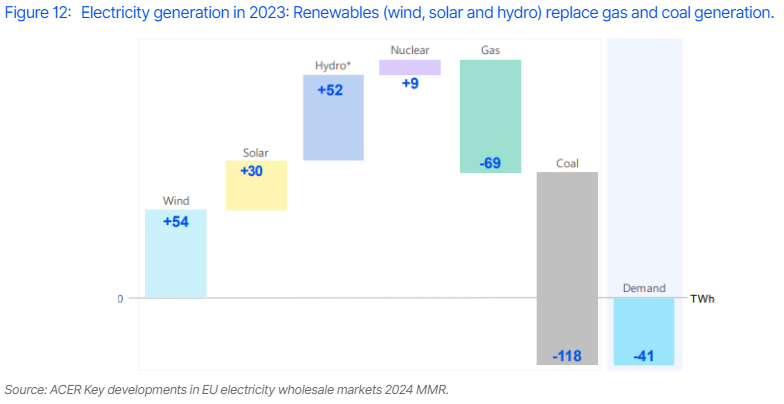 Figure 12: Electricity generation in 2023: Renewables (wind, solar and hydro) replace gas and coal generation.
Nuclear
Gas
Hydro*
+9
+52
Solar
-69
Coal
+30
Wind
+54
Demand
0
TWh
-118
-41
Source: ACER Key developments in EU electricity wholesale markets 2024 MMR.